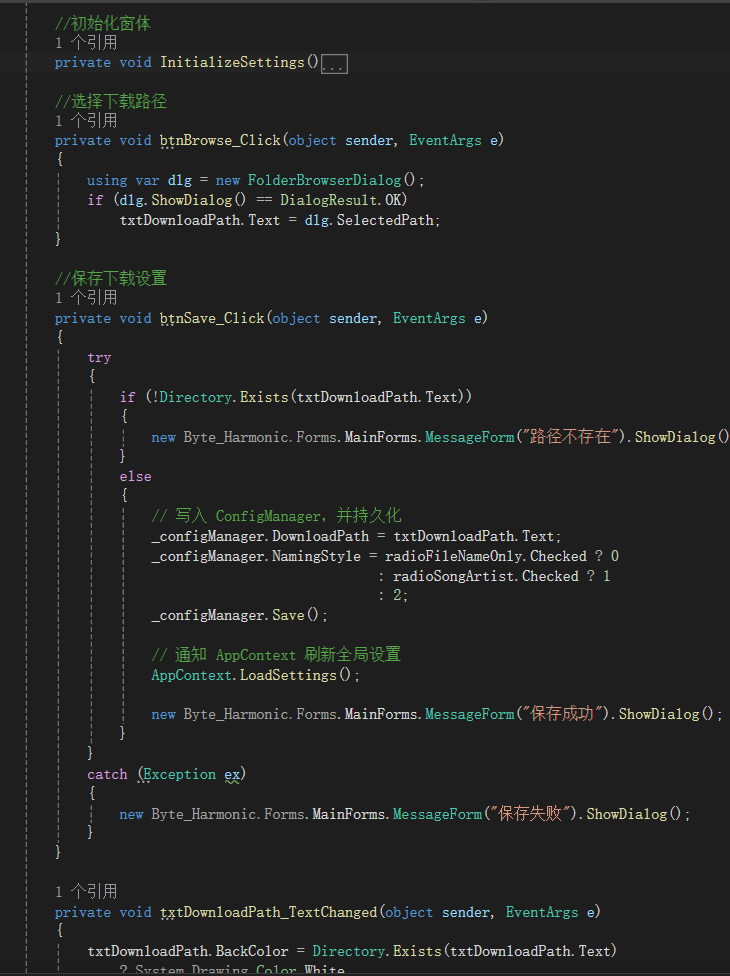 //初始化窗体
1 个引用
private void InitializeSettings()...
//选择下载路径
1 个引用
private void btnBrowse_Click(object sender, EventArgs e)
{
using var dlg = new FolderBrowserDialog();
if (dlg.ShowDialog() == DialogResult.OK)
txtDownloadPath.Text = dlg.SelectedPath;
}
//保存下载设置
1 个引用
private void btnSave_Click(object sender, EventArgs e)
{
try
{
if (!Directory.Exists(txtDownloadPath.Text))
{
new Byte_Harmonic.Forms.MainForms.MessageForm("路径不存在").ShowDialog()
}
else
{
// 写入 ConfigManager，并持久化
_configManager.DownloadPath = txtDownloadPath.Text;
_configManager.NamingStyle = radioFileNameOnly.Checked ? 0
: radioSongArtist.Checked ? 1
: 2;
_configManager.Save();
// 通知 AppContext 刷新全局设置
AppContext.LoadSettings();
new Byte_Harmonic.Forms.MainForms.MessageForm("保存成功").ShowDialog();
}
}
catch (Exception ex)
{
new Byte_Harmonic.Forms.MainForms.MessageForm("保存失败").ShowDialog();
}
}
1 个引用
private void txtDownloadPath_TextChanged(object sender, EventArgs e)
{
txtDownloadPath.BackColor = Directory.Exists(txtDownloadPath.Text)
? System.Drawing.Color.White